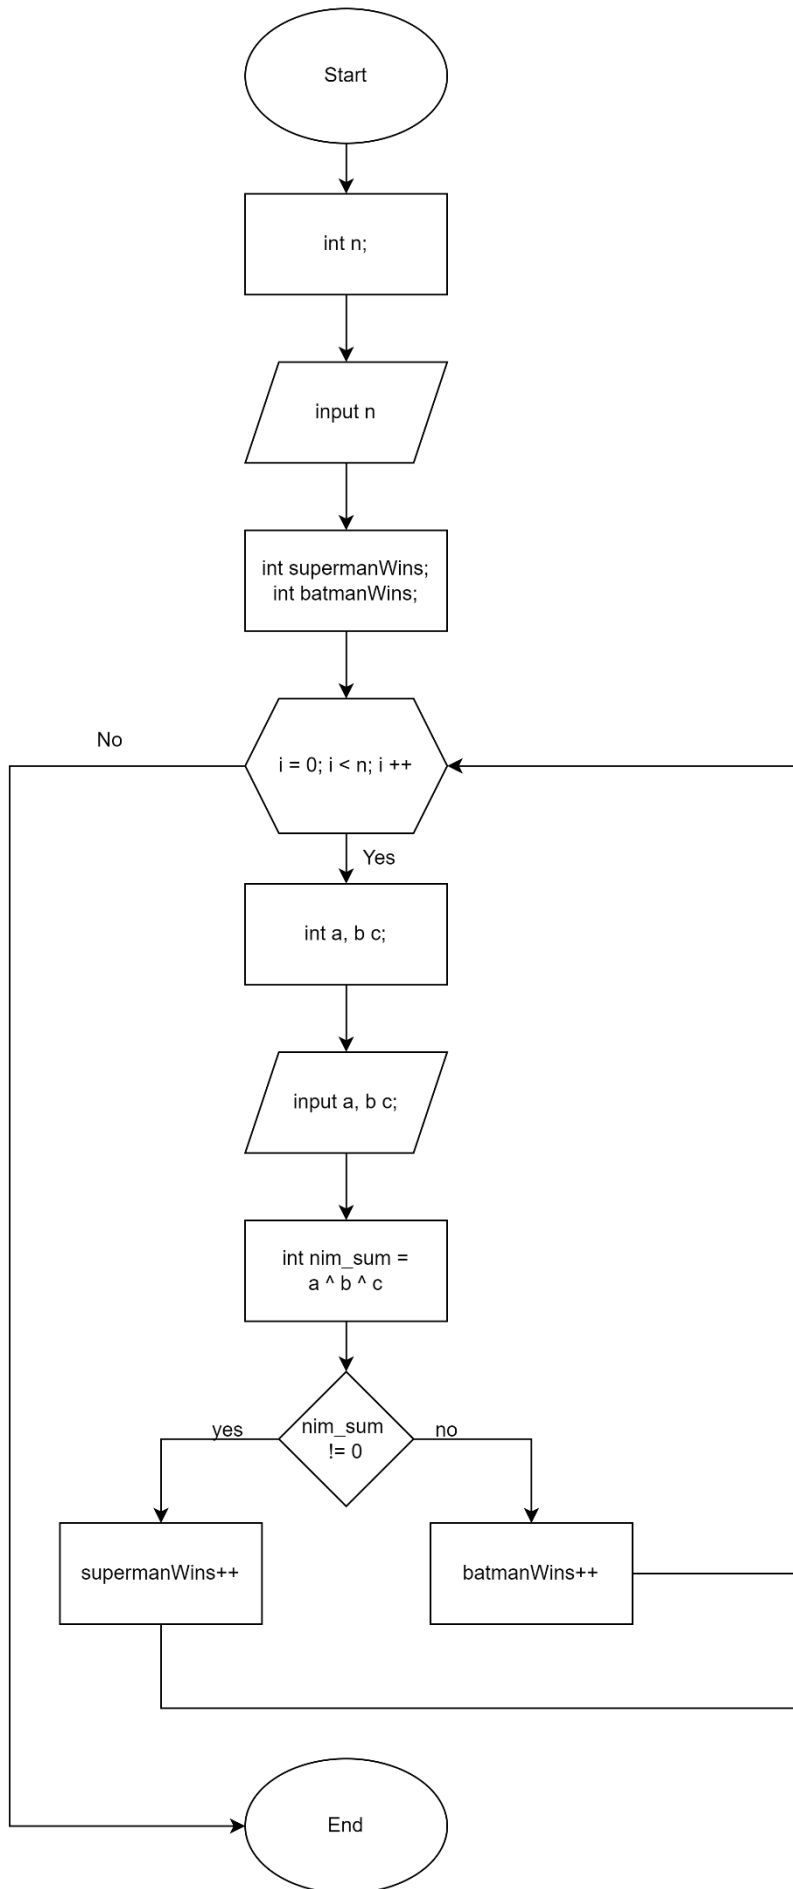 Start
int n;
input n
int supermanWins;
int batmanWins;
No
i = 0; i < n; i ++
Yes
int a, b c;
input a, b c;
int nim_sum =
a ^ b ^ c
yes
nim_sum
!= 0
no
supermanWins++
batmanWins++
End